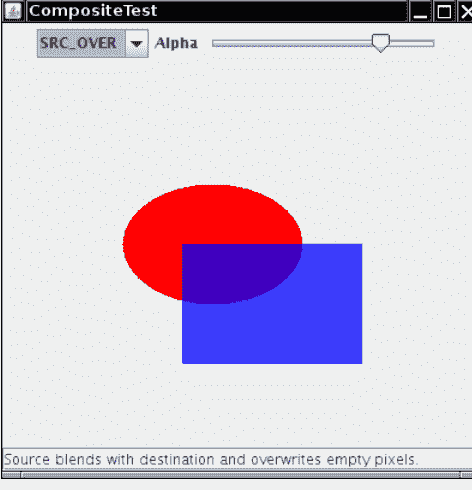 CompositeTest
SRC_OVER Alpha
Source blends with destination and overwrites empty pixels.